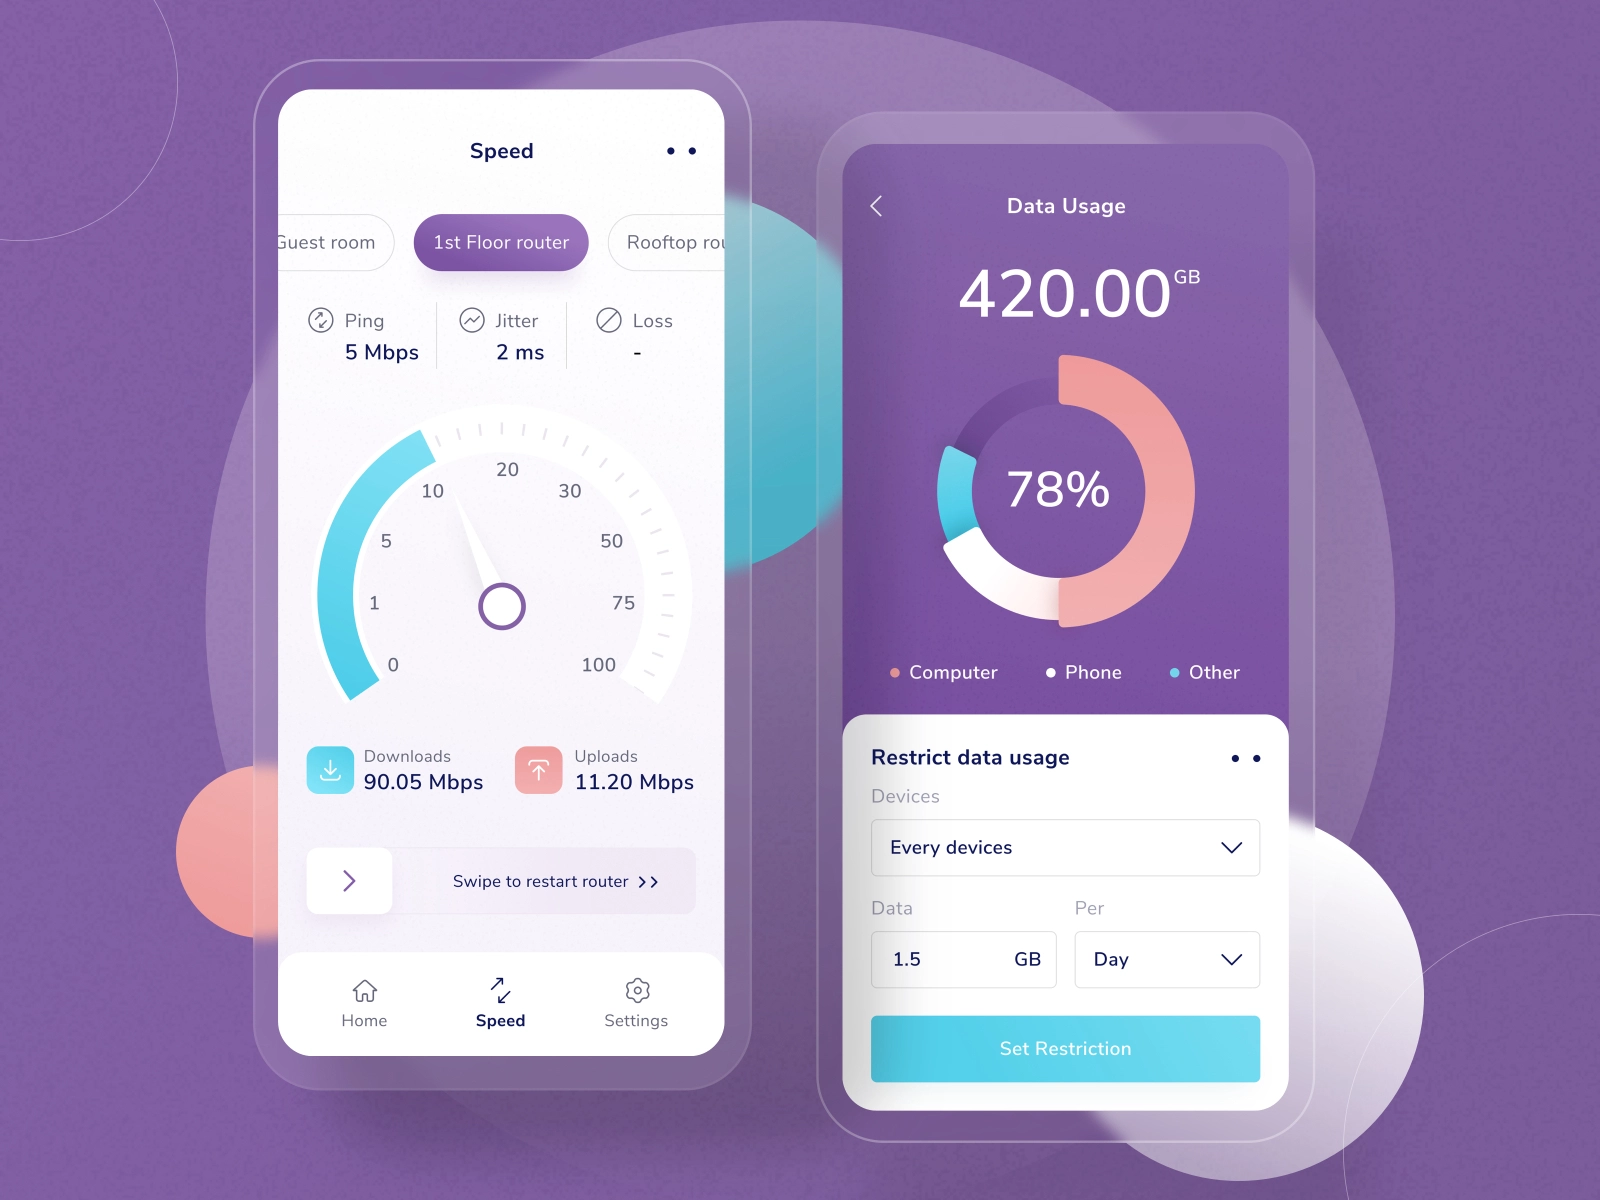 Speed
Guest room
1st Floor router
Rooftop rou
Ping
5 Mbps
Jitter
2 ms
Loss
-
20
10
30
5
50
1
75
0
100
Downloads
90.05 Mbps
Uploads
11.20 Mbps
Swipe to restart router
Home
Speed
Settings
Data Usage
420.00 GB
78%
Computer
Phone
Other
Restrict data usage
Devices
Every devices
Data
Per
1.5 GB
Day
Set Restriction